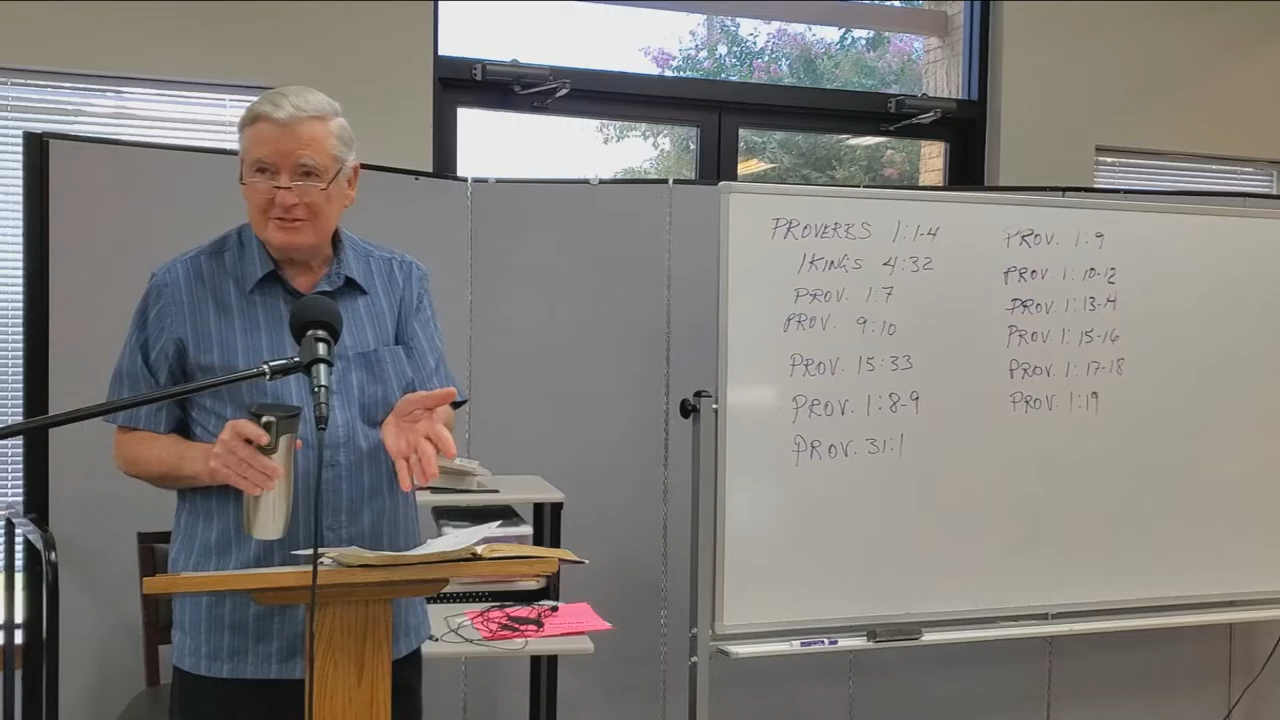 PROVERBS 1:1-4
1KINGS 4:32
PROV. 1:7
PROV. 9:10
PROV. 15:33
PROV. 1:8-9
PROV. 31:1
PROV. 1:9
PROV. 1:10-12
PROV. 1:13-14
PROV. 1:15-16
PROV. 1:17-18
PROV. 1:19